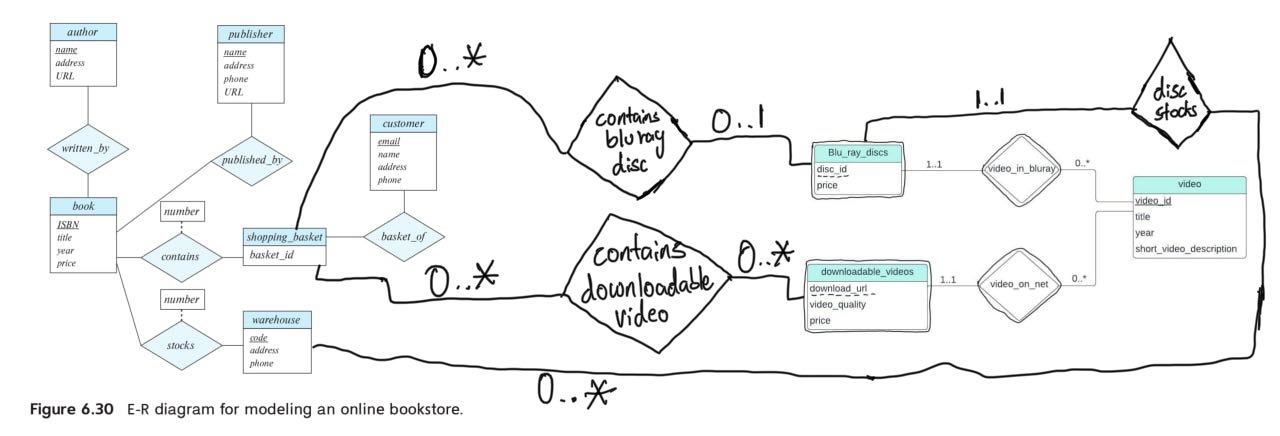 author
name
address
URL
publisher
name
address
phone
URL
written_by
published_by
book
ISBN
title
year
price
number
contains
number
stocks
customer
email
name
address
phone
shopping_basket
basket_id
basket_of
warehouse
code
address
phone
0..*
contains
bluray
disc
0..1
0..*
contains
downloadable
video
0..*
Blu_ray_discs
disc_id
price
1..1
video_in_bluray
0..*
1..1
disc
stocks
downloadable_videos
download_url
video_quality
price
1..1
video_on_net
0..*
video
video_id
title
year
short_video_description
0..*
Figure 6.30 E-R diagram for modeling an online bookstore.